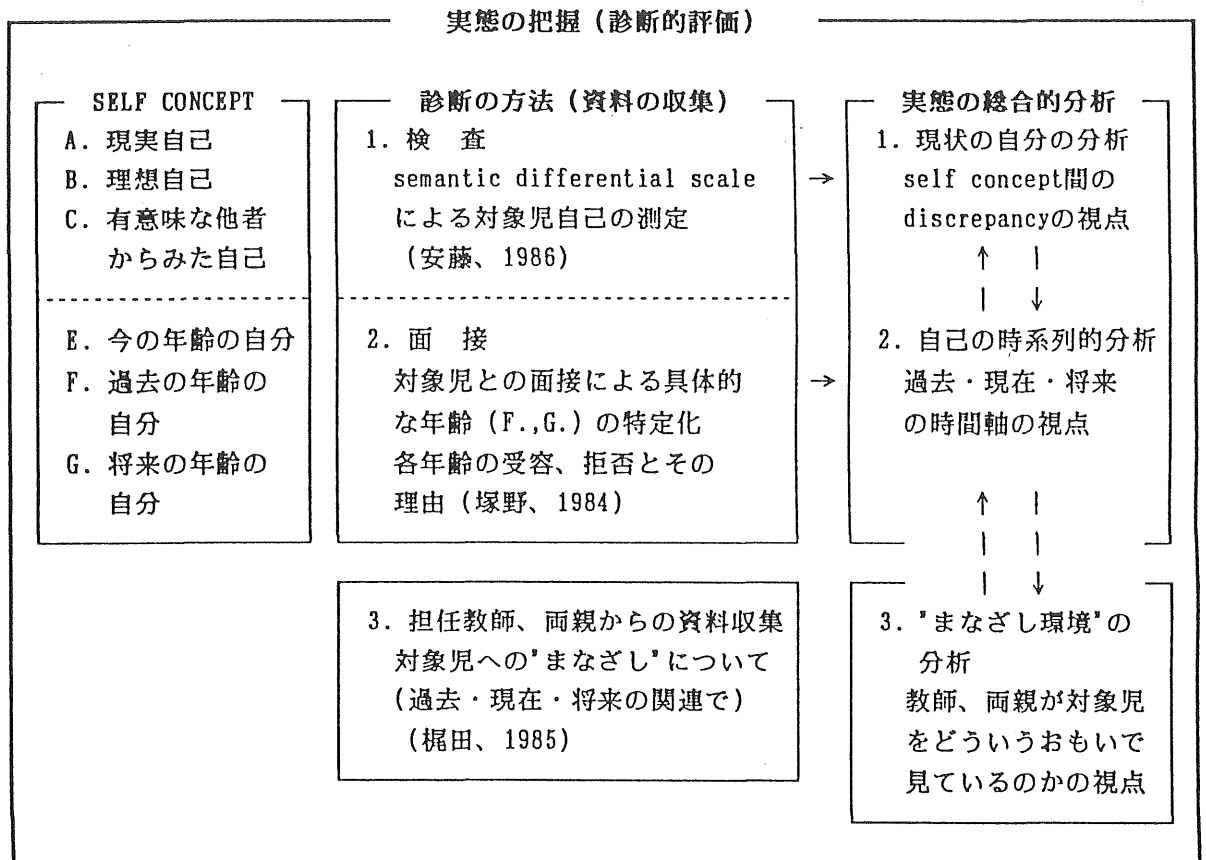 実態の把握（診断的評価）
SELF CONCEPT
A. 現実自己
B. 理想自己
C. 有意味な他者
からみた自己
E. 今の年齢の自分
F. 過去の年齢の
自分
G. 将来の年齢の
自分
診断の方法（資料の収集）
1. 検　査
semantic differential scale
による対象児自己の測定
（安藤、1986）
2. 面　接
対象児との面接による具体的
な年齢（F.,G.）の特定化
各年齢の受容、拒否とその
理由（塚野、1984）
3. 担任教師、両親からの資料収集
対象児への"まなざし"について
（過去・現在・将来の関連で）
（梶田、1985）
実態の総合的分析
1. 現状の自分の分析
self concept間の
discrepancyの視点
2. 自己の時系列的分析
過去・現在・将来
の時間軸の視点
3. "まなざし環境"の
分析
教師、両親が対象児
をどういうおもいで
見ているのかの視点